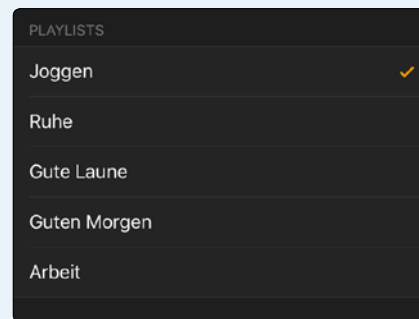 PLAYLISTS
Joggen
Ruhe
Gute Laune
Guten Morgen
Arbeit